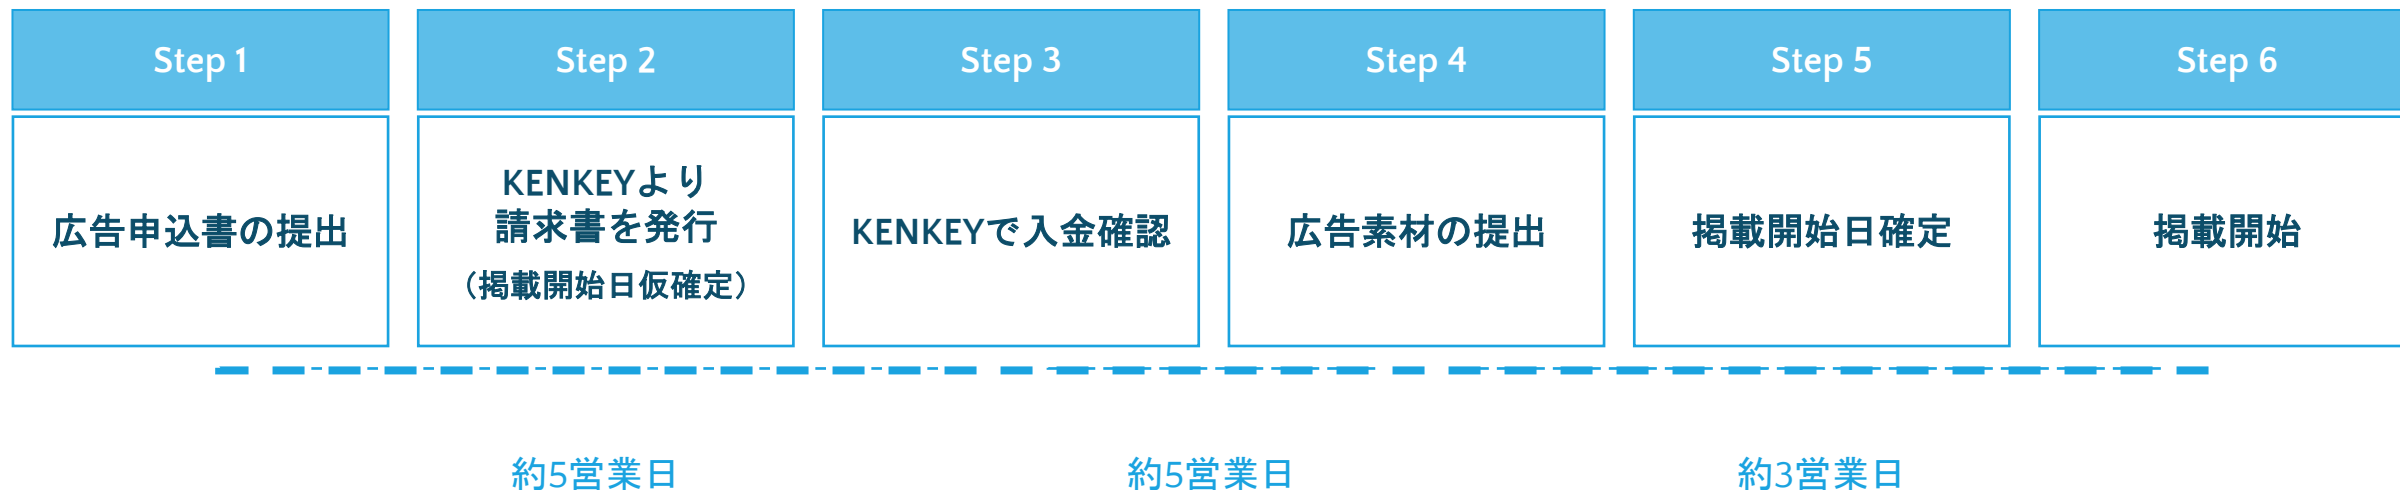 Step 1
広告申込書の提出
Step 2
KENKEYより
請求書を発行
（掲載開始日仮確定）
Step 3
KENKEYで入金確認
Step 4
広告素材の提出
Step 5
掲載開始日確定
Step 6
掲載開始
約5営業日
約5営業日
約3営業日